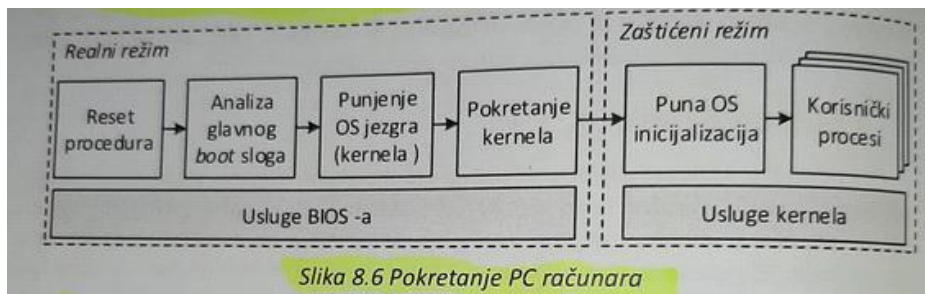 Realni režim
Zaštićeni režim
Reset
procedura
Analiza
glavnog
boot sloga
Punjenje
OS jezgra
(kernela )
Pokretanje
kernela
Puna OS
inicijalizacija
Korisnički
procesi
Usluge BIOS -a
Usluge kernela
Slika 8.6 Pokretanje PC računara